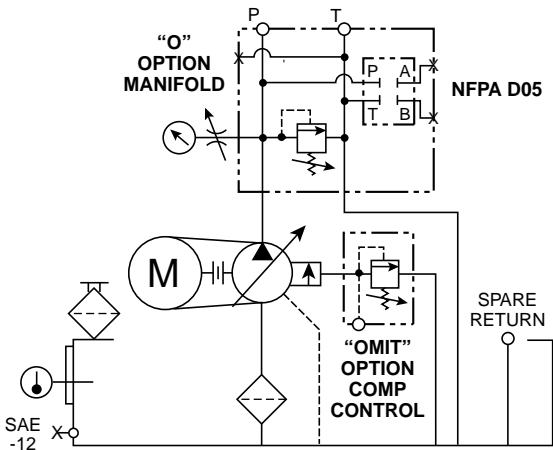 P
T
“O”
OPTION
MANIFOLD
P A
T B
NFPA D05
M
“OMIT”
OPTION
COMP
CONTROL
SPARE
RETURN
SAE
-12